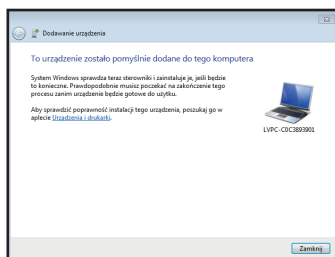 Dodawanie urządzenia
To urządzenie zostało pomyślnie dodane do tego komputera
System Windows sprawdza teraz sterowniki i zainstaluje je, jeśli będzie
to konieczne. Prawdopodobnie musisz poczekać na zakończenie tego
procesu zanim urządzenie będzie gotowe do użytku.
Aby sprawdzić poprawność instalacji tego urządzenia, poszukaj go w
aplecie Urządzenia i drukarki.
LVPC-CDC3893901
Zamknij